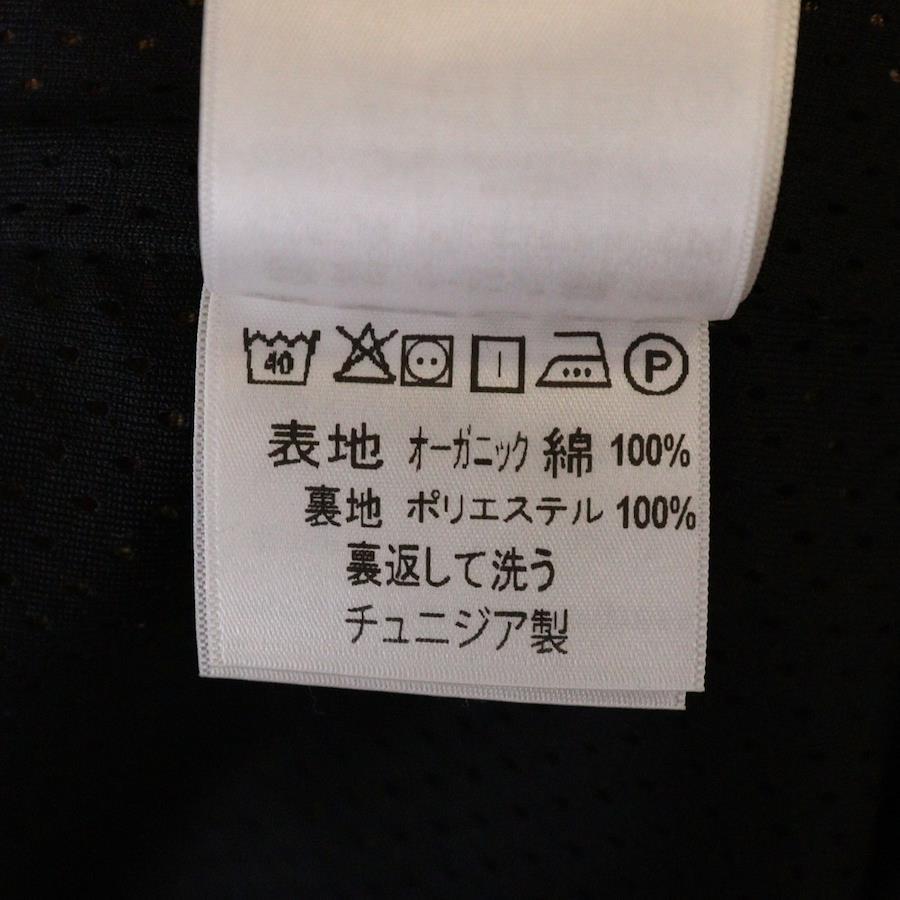 40 P
表地 オーガニック 綿 100%
裏地 ポリエステル 100%
裏返して洗う
チュニジア製